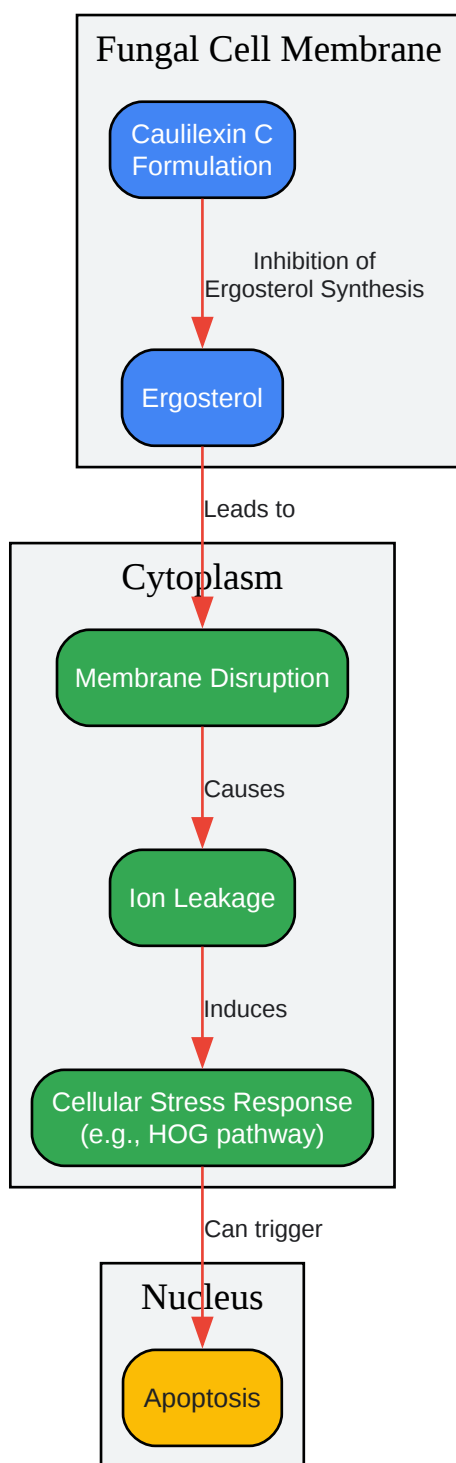 Fungal Cell Membrane
Caulilexin C
Formulation
Inhibition of
Ergosterol Synthesis
Ergosterol
Leads to
Cytoplasm
Membrane Disruption
Causes
Ion Leakage
Induces
Cellular Stress Response
(e.g., HOG pathway)
Can trigger
Nucleus
Apoptosis